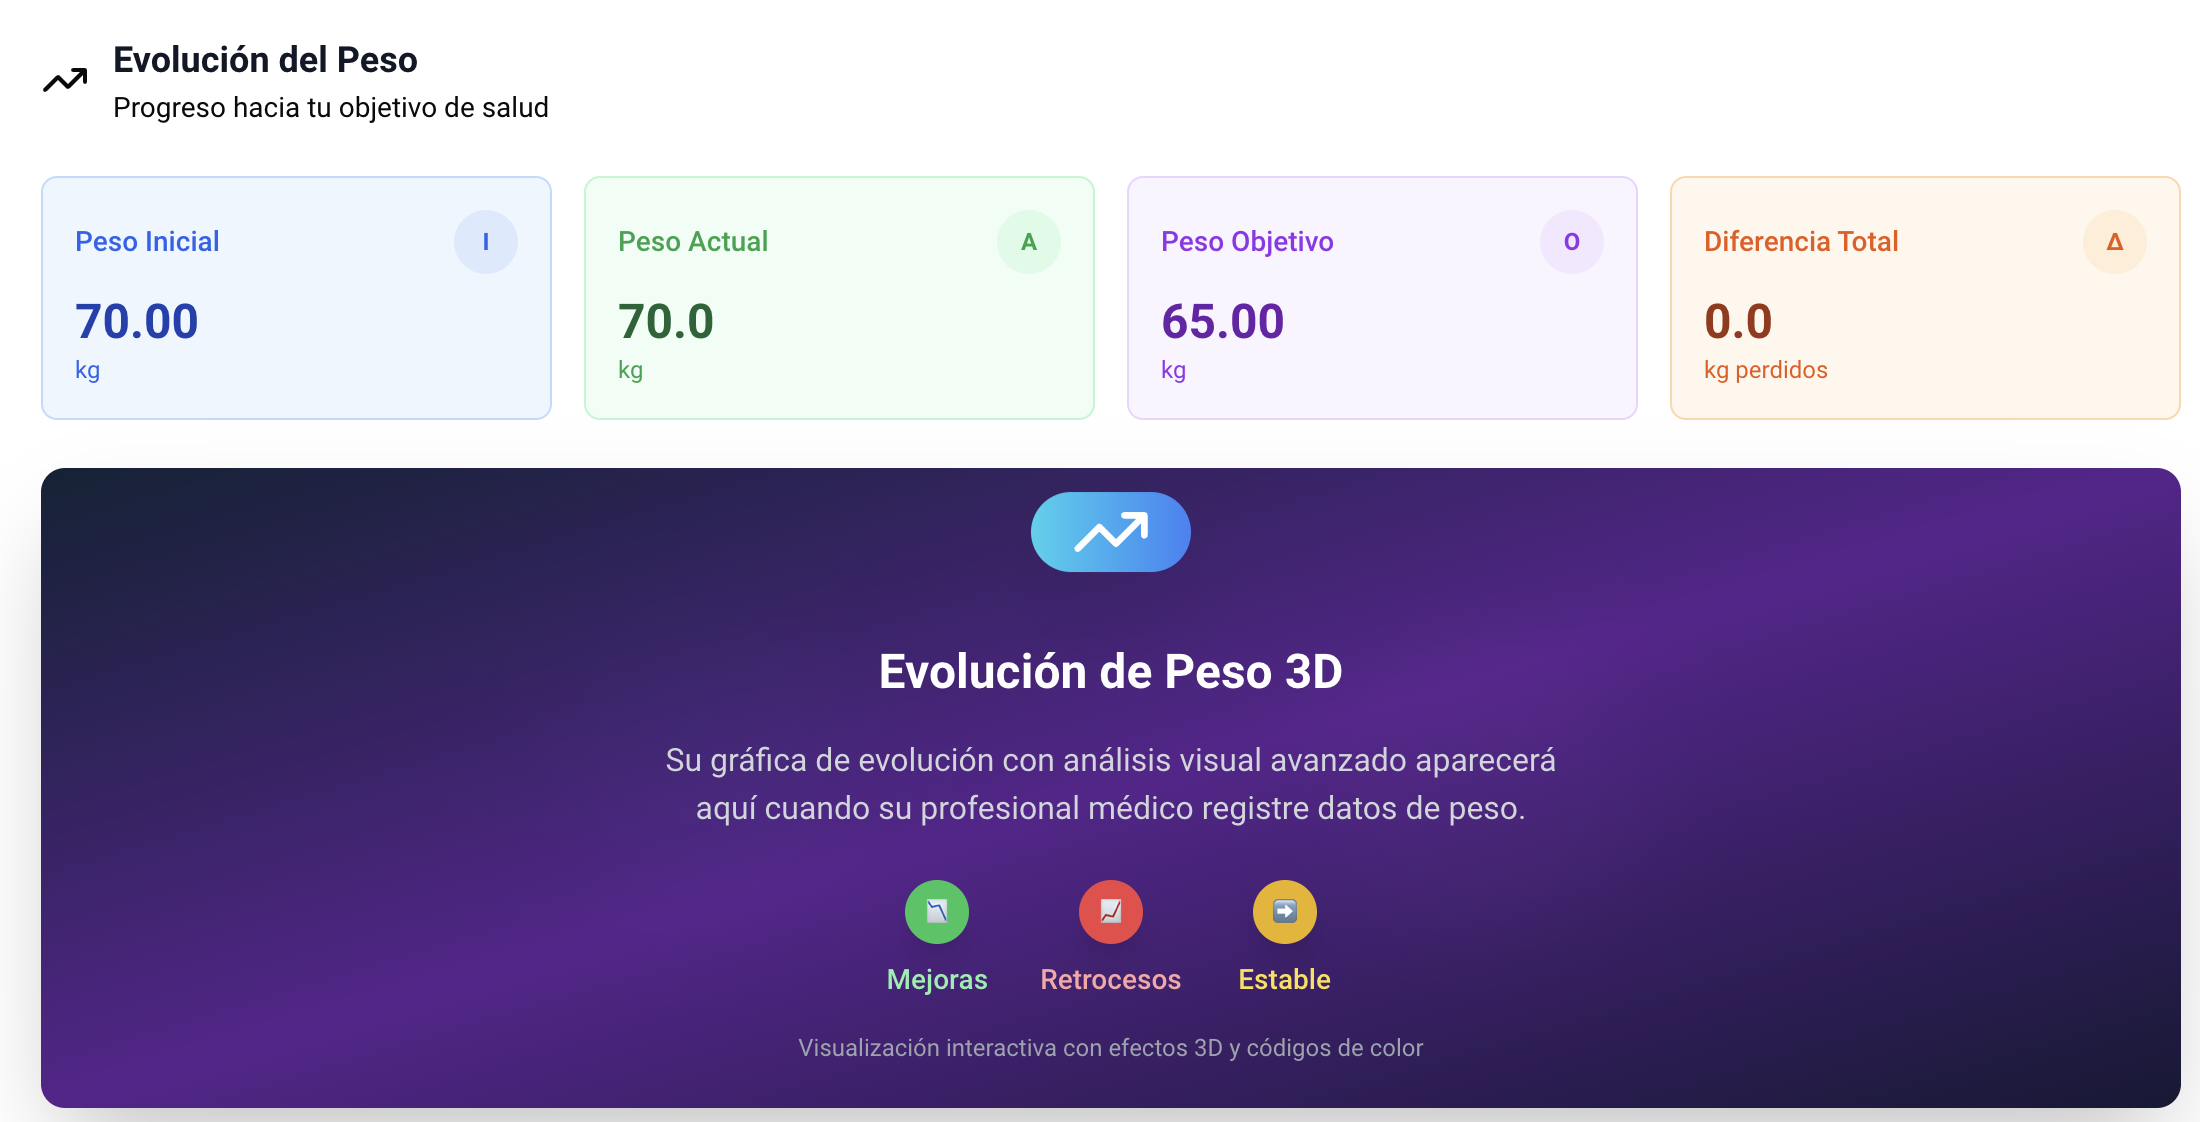 Evolución del Peso
Progreso hacia tu objetivo de salud
Peso Inicial
I
70.00
kg
Peso Actual
A
70.0
kg
Peso Objetivo
O
65.00
kg
Diferencia Total
Δ
0.0
kg perdidos
Evolución de Peso 3D
Su gráfica de evolución con análisis visual avanzado aparecerá
aquí cuando su profesional médico registre datos de peso.
Mejoras
Retrocesos
Estable
Visualización interactiva con efectos 3D y códigos de color